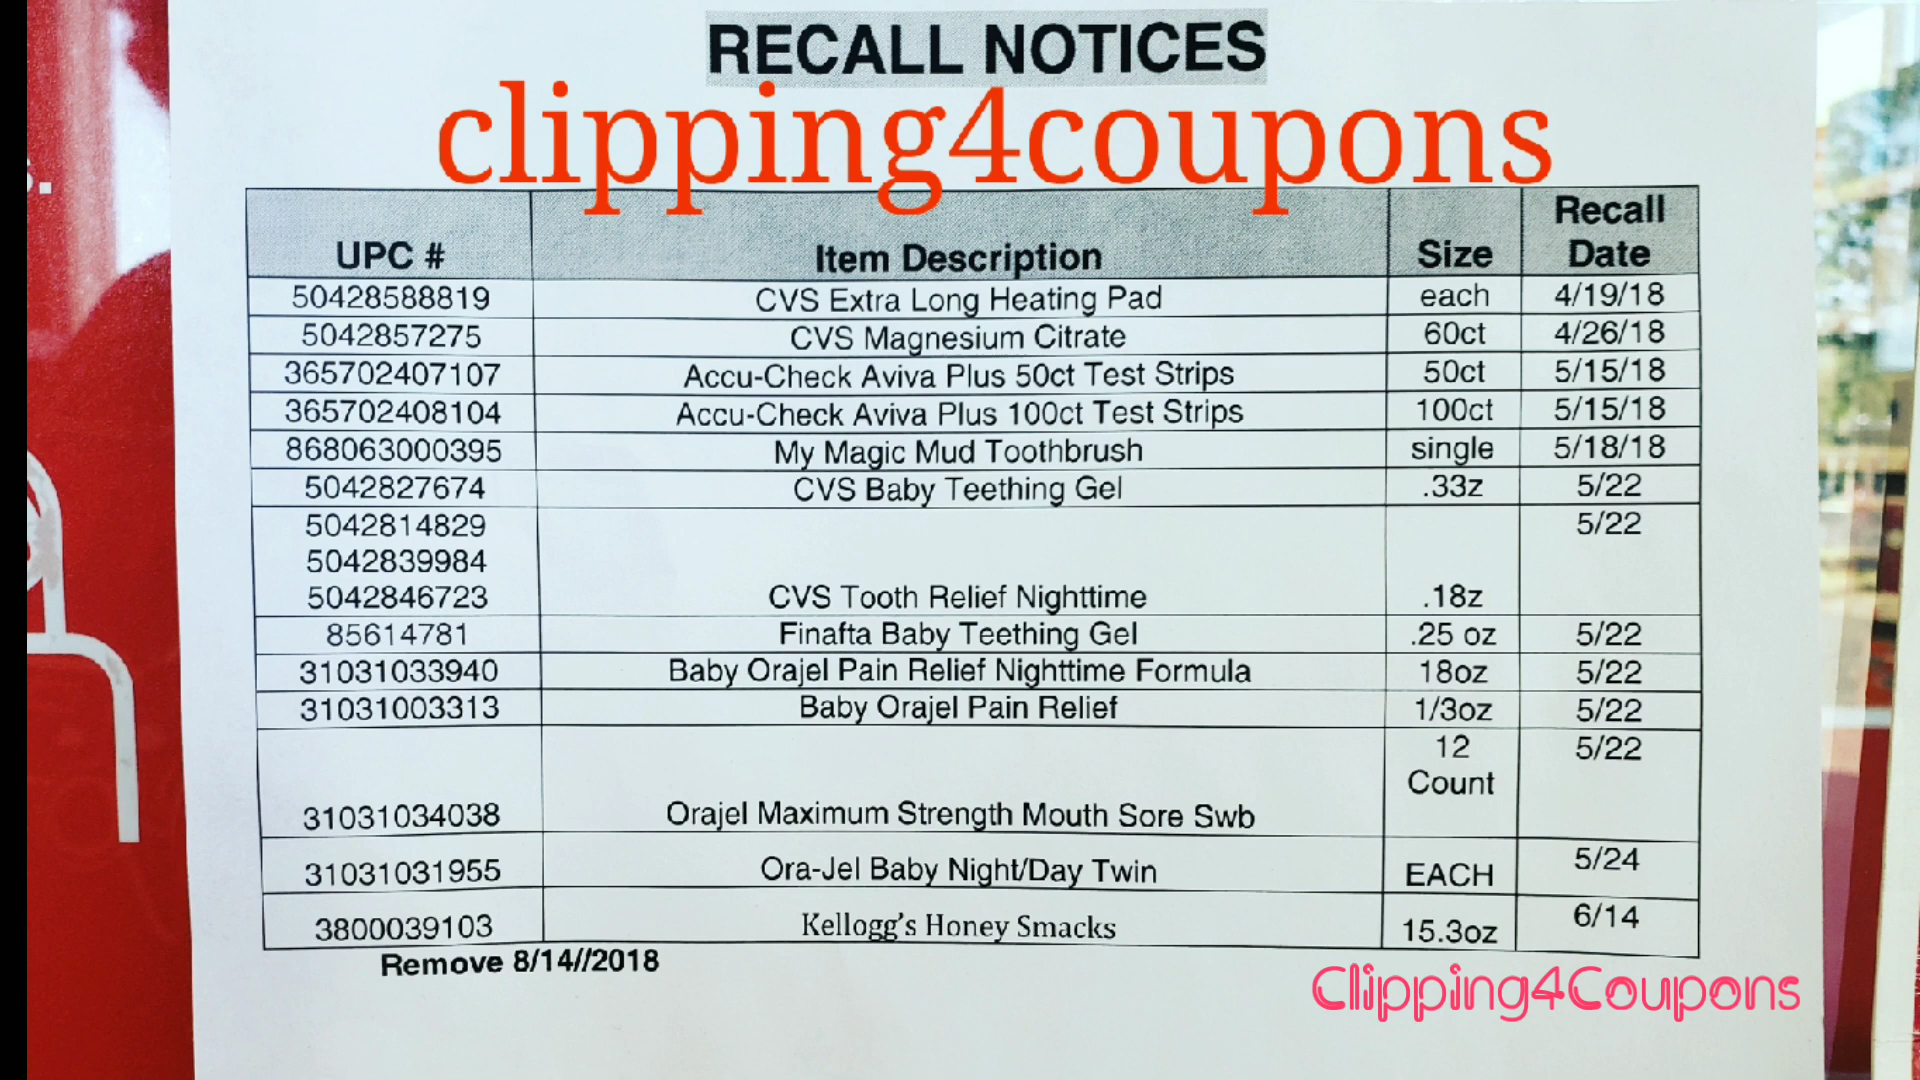 RECALL NOTICES
clipping4coupons
UPC # Item Description Size Recall Date
50428588819 CVS Extra Long Heating Pad each 4/19/18
5042857275 CVS Magnesium Citrate 60ct 4/26/18
365702407107 Accu-Check Aviva Plus 50ct Test Strips 50ct 5/15/18
365702408104 Accu-Check Aviva Plus 100ct Test Strips 100ct 5/15/18
868063000395 My Magic Mud Toothbrush single 5/18/18
5042827674 CVS Baby Teething Gel .33z 5/22
5042814829 5/22
5042839984
5042846723 CVS Tooth Relief Nighttime .18z
85614781 Finafta Baby Teething Gel .25 oz 5/22
31031033940 Baby Orajel Pain Relief Nighttime Formula 18oz 5/22
31031003313 Baby Orajel Pain Relief 1/3oz 5/22
12 5/22
Count
31031034038 Orajel Maximum Strength Mouth Sore Swb
31031031955 Ora-Jel Baby Night/Day Twin EACH 5/24
3800039103 Kellogg's Honey Smacks 15.3oz 6/14
Remove 8/14//2018
Clipping4Coupons